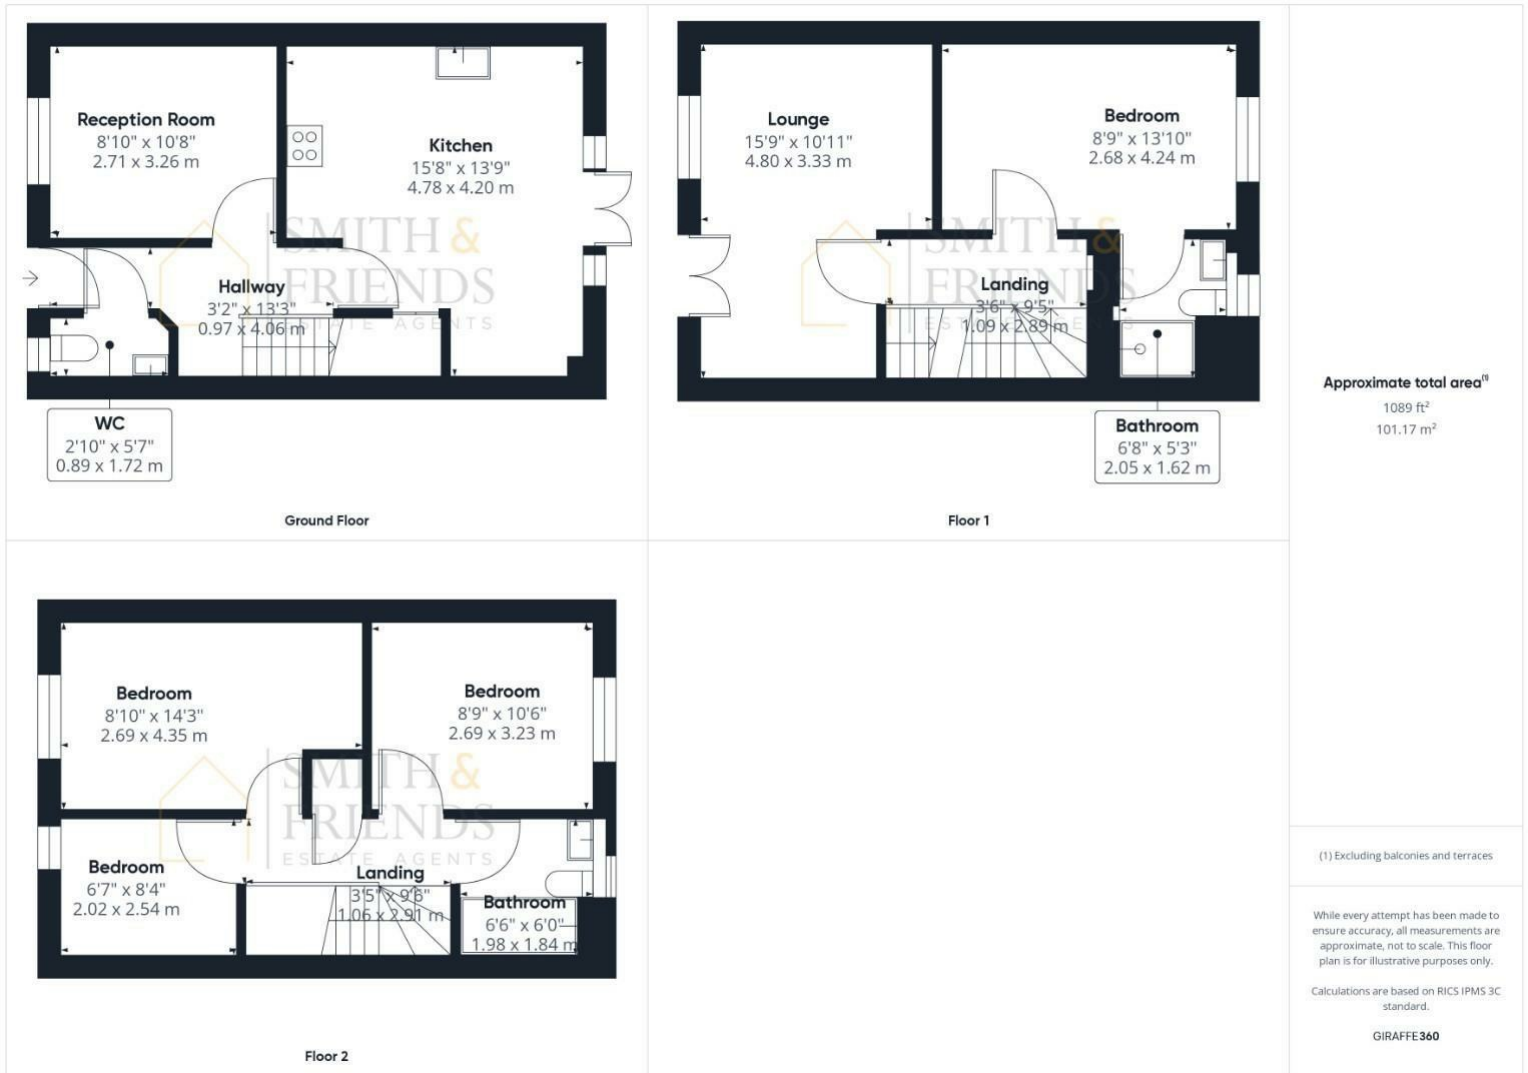 Reception Room
8'10" x 10'8"
2.71 x 3.26 m
Kitchen
15'8" x 13'9"
4.78 x 4.20 m
SMITH &
FRIENDS
ESTATE AGENTS
Hallway
3'2" x 13'3"
0.97 x 4.06 m
WC
2'10" x 5'7"
0.89 x 1.72 m
Ground Floor
Lounge
15'9" x 10'11"
4.80 x 3.33 m
Bedroom
8'9" x 13'10"
2.68 x 4.24 m
SMITH &
FRIENDS
ESTATE AGENTS
Landing
3'6" x 9'5"
1.09 x 2.89 m
Bathroom
6'8" x 5'3"
2.05 x 1.62 m
Floor 1
Bedroom
8'10" x 14'3"
2.69 x 4.35 m
Bedroom
8'9" x 10'6"
2.69 x 3.23 m
SMITH &
FRIENDS
ESTATE AGENTS
Bedroom
6'7" x 8'4"
2.02 x 2.54 m
Landing
3'5" x 9'6"
1.06 x 2.91 m
Bathroom
6'6" x 6'0"
1.98 x 1.84 m
Floor 2
Approximate total area(1)
1089 ft²
101.17 m²
(1) Excluding balconies and terraces
While every attempt has been made to
ensure accuracy, all measurements are
approximate, not to scale. This floor
plan is for illustrative purposes only.
Calculations are based on RICS IPMS 3C
standard.
GIRAFFE360